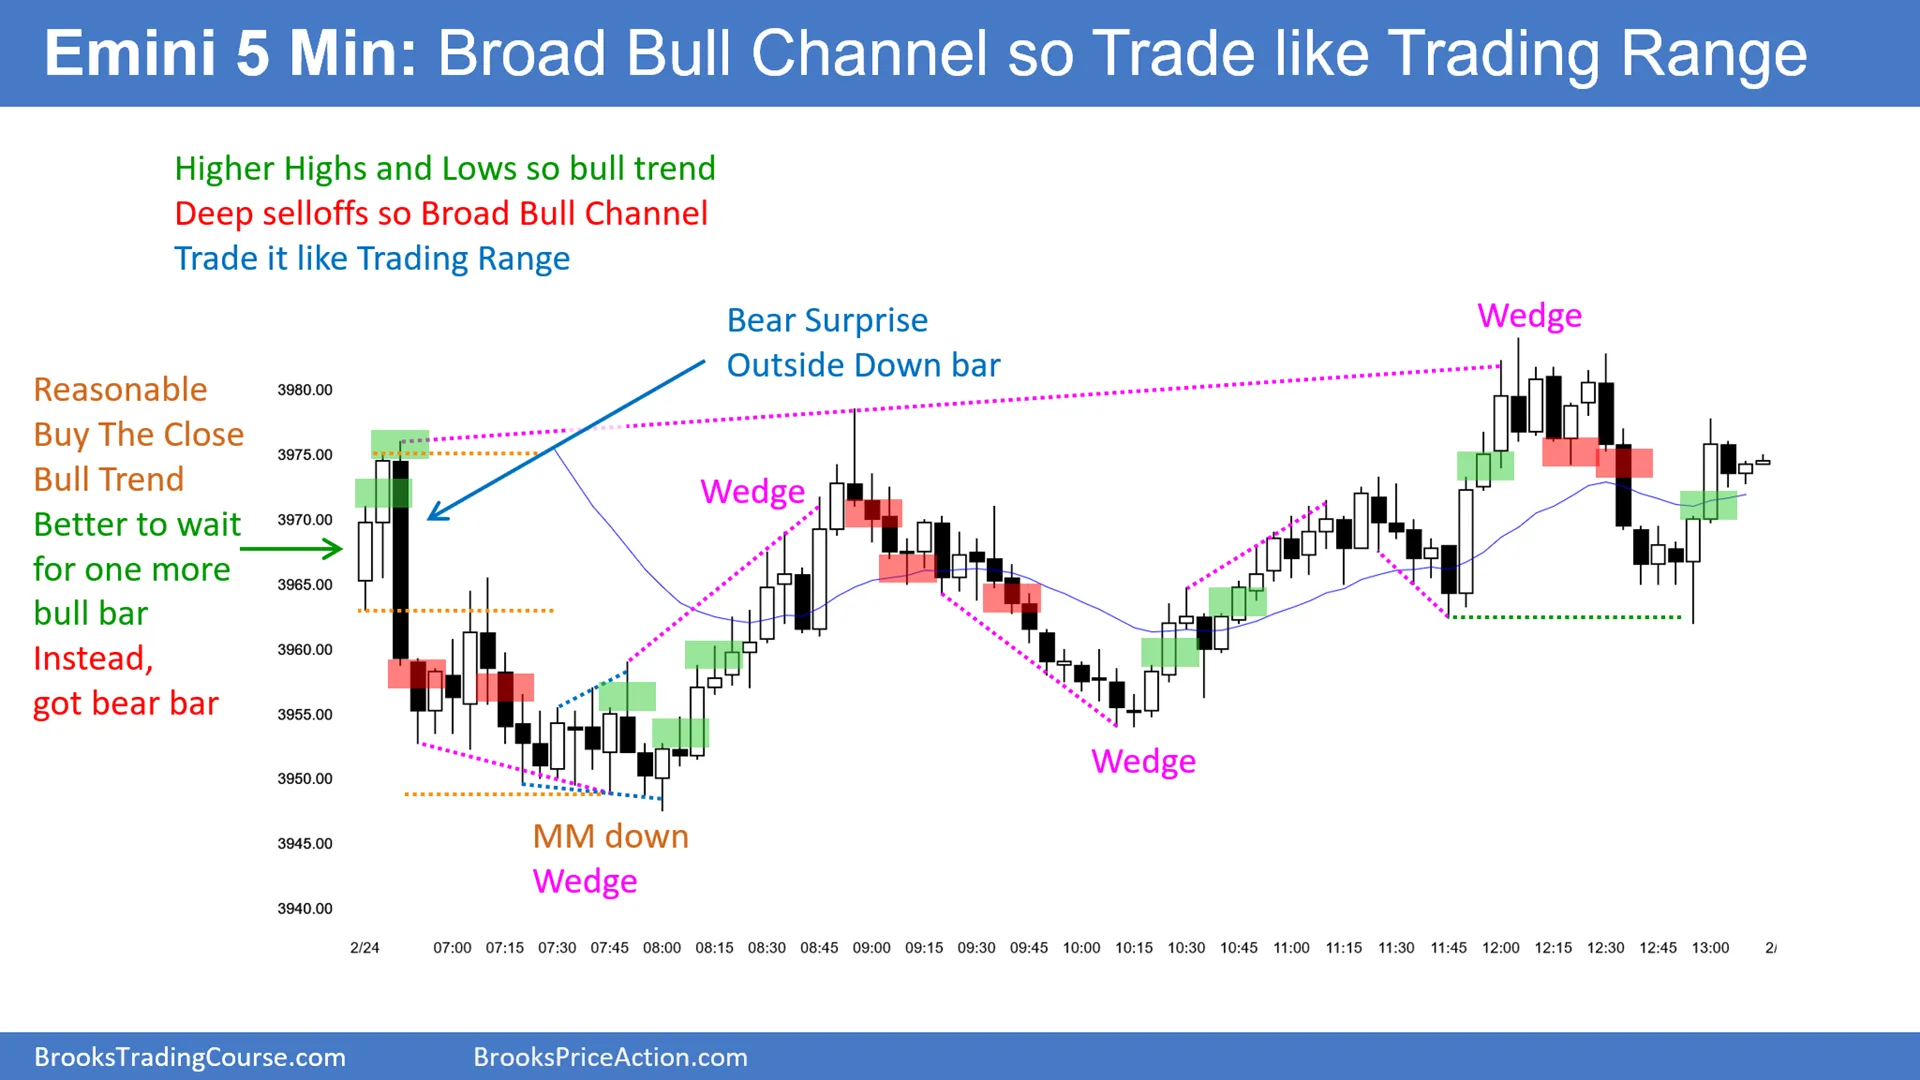 Emini 5 Min: Broad Bull Channel so Trade like Trading Range
Higher Highs and Lows so bull trend
Deep selloffs so Broad Bull Channel
Trade it like Trading Range
Bear Surprise
Outside Down bar
Wedge
Reasonable
Buy The Close
Bull Trend
Better to wait
for one more
bull bar
Instead,
got bear bar
3980.00
3975.00
3970.00
3965.00
3960.00
3955.00
3950.00
3945.00
3940.00
Wedge
Wedge
MM down
Wedge
2/24 07:00 07:15 07:30 07:45 08:00 08:15 08:30 08:45 09:00 09:15 09:30 09:45 10:00 10:15 10:30 10:45 11:00 11:15 11:30 11:45 12:00 12:15 12:30 12:45 13:00 2/
BrooksTradingCourse.com
BrooksPriceAction.com